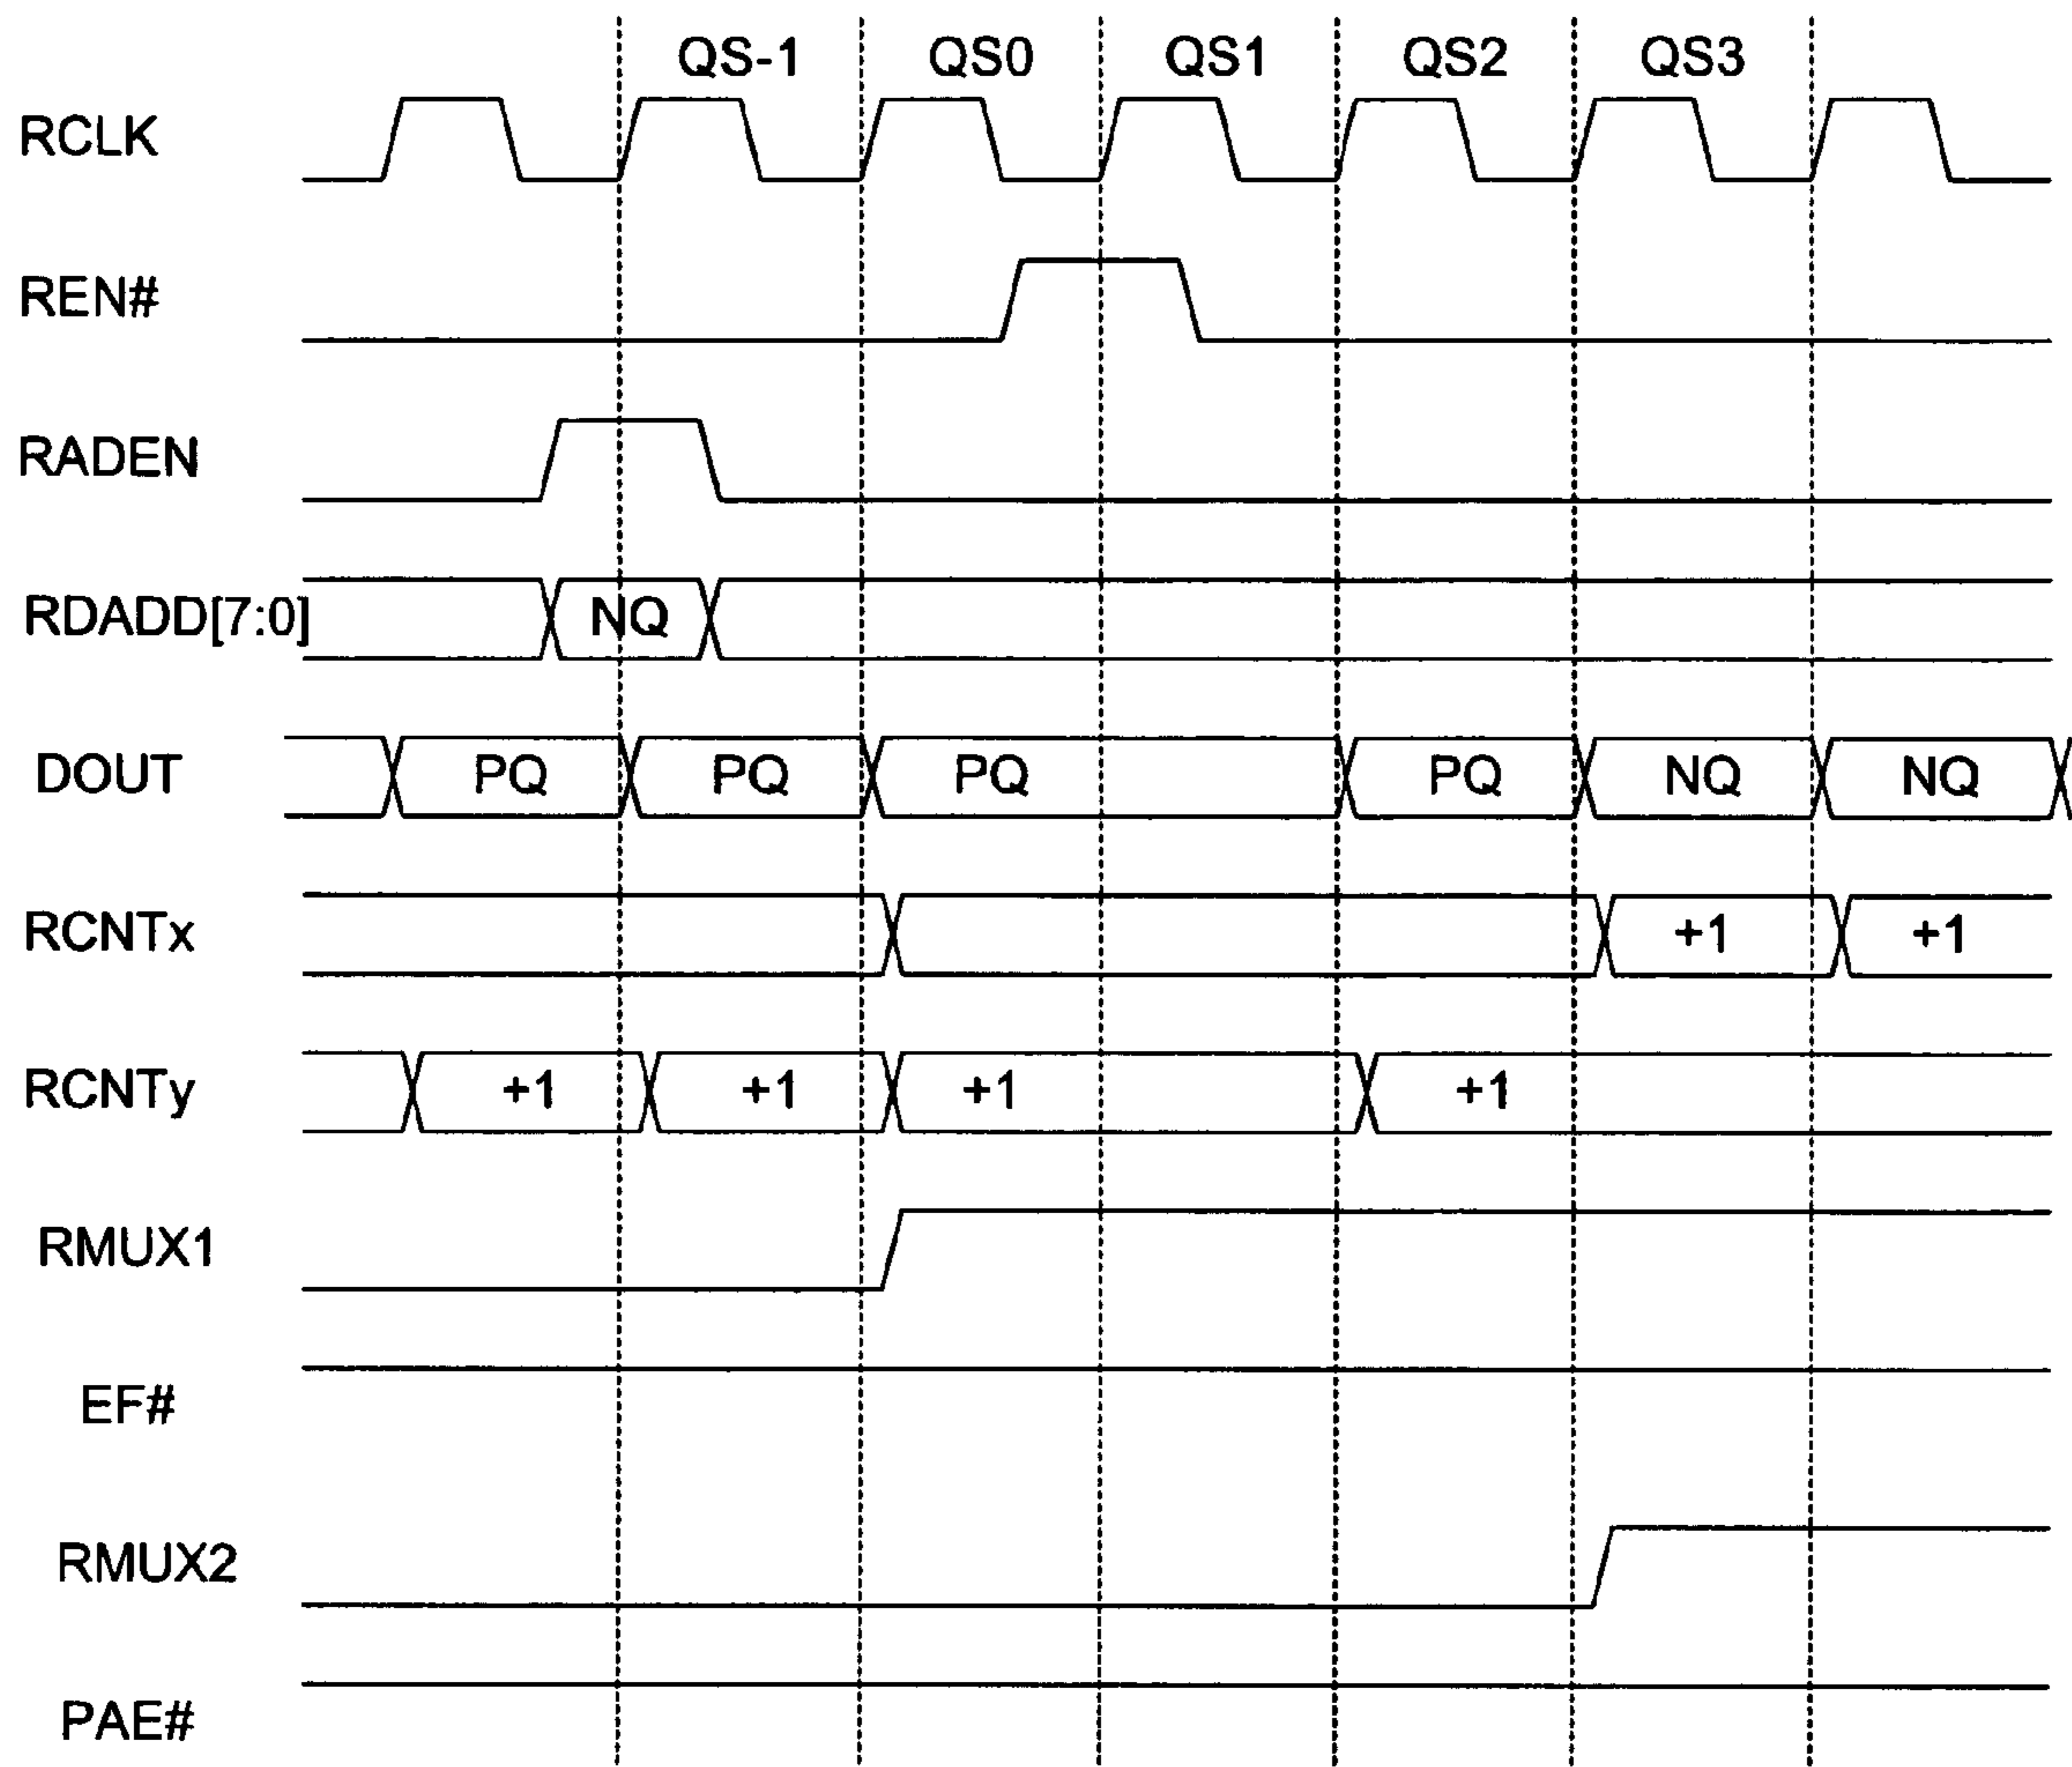 QS-1 QS0 QS1 QS2 QS3
RCLK
REN#
RADEN
RDADD[7:0] NQ
DOUT PQ PQ PQ PQ NQ NQ
RCNTx +1 +1
RCNTy +1 +1 +1 +1
RMUX1
EF#
RMUX2
PAE#